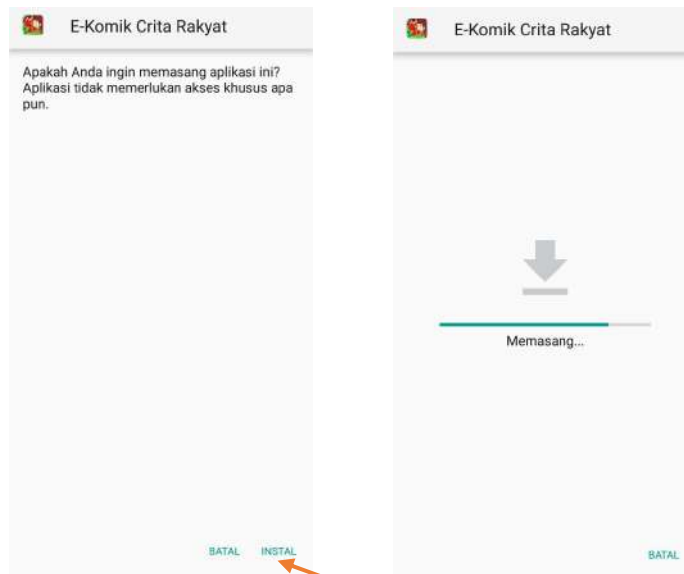 E-Komik Crita Rakyat
Apakah Anda ingin memasang aplikasi ini?
Aplikasi tidak memerlukan akses khusus apa
pun.
BATAL INSTAL
E-Komik Crita Rakyat
Memasang...
BATAL